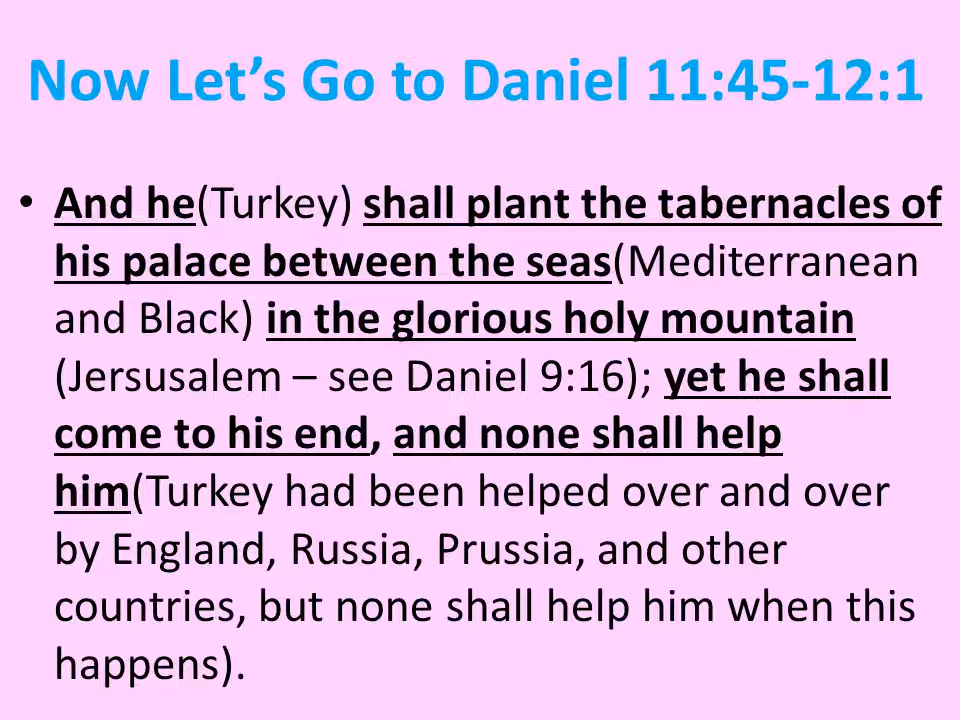 Now Let’s Go to Daniel 11:45-12:1
• And he(Turkey) shall plant the tabernacles of
his palace between the seas(Mediterranean
and Black) in the glorious holy mountain
(Jersusalem – see Daniel 9:16); yet he shall
come to his end, and none shall help
him(Turkey had been helped over and over
by England, Russia, Prussia, and other
countries, but none shall help him when this
happens).